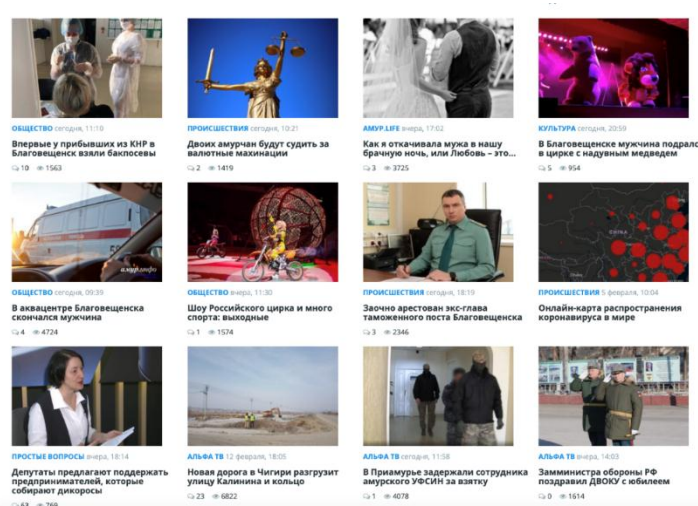 ОБЩЕСТВО сегодня, 11:10
Впервые у прибывших из КНР в
Благовещенск взяли бакпосевы
10 1563
ПРОИСШЕСТВИЯ сегодня, 10:21
Двоих амурчан будут судить за
валютные махинации
2 1419
АМУР.LIFE вчера, 17:02
Как я откачивала мужа в нашу
брачную ночь, или Любовь – это...
3 3725
КУЛЬТУРА сегодня, 20:59
В Благовещенске мужчина подралс
в цирке с надувным медведем
5 954
амуринфо
ОБЩЕСТВО сегодня, 09:39
В аквацентре Благовещенска
скончался мужчина
4 4724
ОБЩЕСТВО вчера, 11:30
Шоу Российского цирка и много
спорта: выходные
1 1574
ПРОИСШЕСТВИЯ сегодня, 18:19
Заочно арестован экс-глава
таможенного поста Благовещенска
3 2346
CHINA
ПРОИСШЕСТВИЯ 5 февраля, 10:04
Онлайн-карта распространения
коронавируса в мире
ПРОСТЫЕ ВОПРОСЫ вчера, 18:14
Депутаты предлагают поддержать
предпринимателей, которые
собирают дикоросы
63 769
АЛЬФА ТВ 12 февраля, 18:05
Новая дорога в Чигири разгрузит
улицу Калинина и кольцо
23 6822
АЛЬФА ТВ сегодня, 11:58
В Приамурье задержали сотрудника
амурского УФСИН за взятку
1 4078
АЛЬФА ТВ вчера, 14:03
Замминистра обороны РФ
поздравил ДВОКУ с юбилеем
0 1614